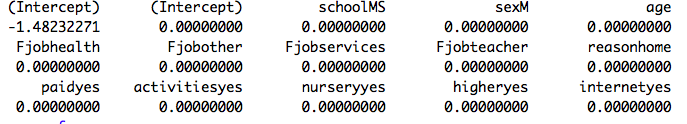 (Intercept) (Intercept) schoolMS sexM age
-1.48232271 0.00000000 0.00000000 0.00000000 0.00000000
Fjobhealth Fjobother Fjobservices Fjobteacher reasonhome
0.00000000 0.00000000 0.00000000 0.00000000 0.00000000
paidyes activitiesyes nurseryyes higheryes internetyes
0.00000000 0.00000000 0.00000000 0.00000000 0.00000000